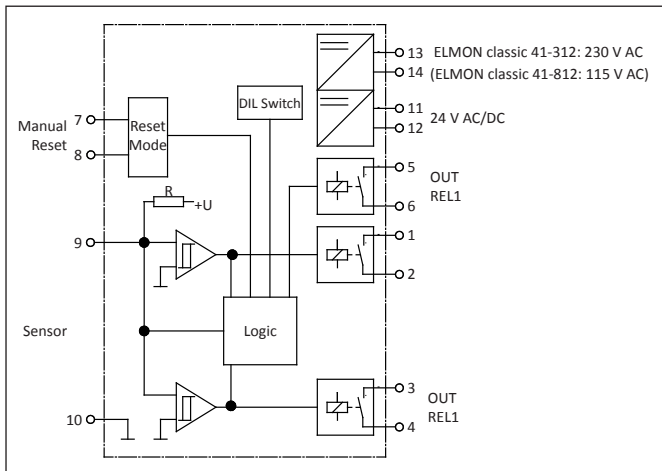 13 ELMON classic 41-312: 230 V AC
14 (ELMON classic 41-812: 115 V AC)
DIL Switch
11
24 V AC/DC
12
7
Manual
Reset
8
Reset
Mode
5
OUT
REL1
6
R
+U
9
1
2
Sensor
Logic
3
OUT
REL1
4
10